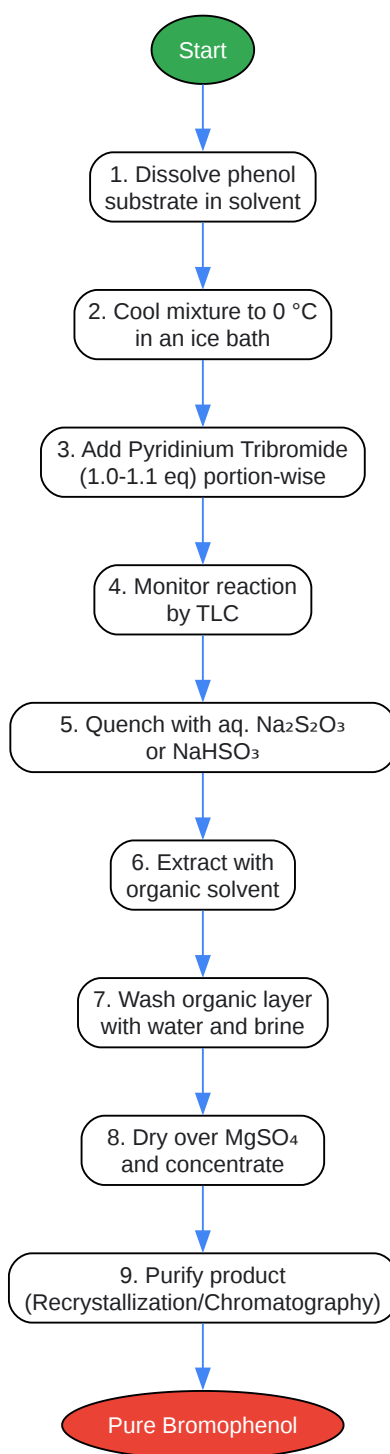 Start
1. Dissolve phenol
substrate in solvent
2. Cool mixture to 0 °C
in an ice bath
3. Add Pyridinium Tribromide
(1.0-1.1 eq) portion-wise
4. Monitor reaction
by TLC
5. Quench with aq. Na₂S₂O₃
or NaHSO₃
6. Extract with
organic solvent
7. Wash organic layer
with water and brine
8. Dry over MgSO₄
and concentrate
9. Purify product
(Recrystallization/Chromatography)
Pure Bromophenol